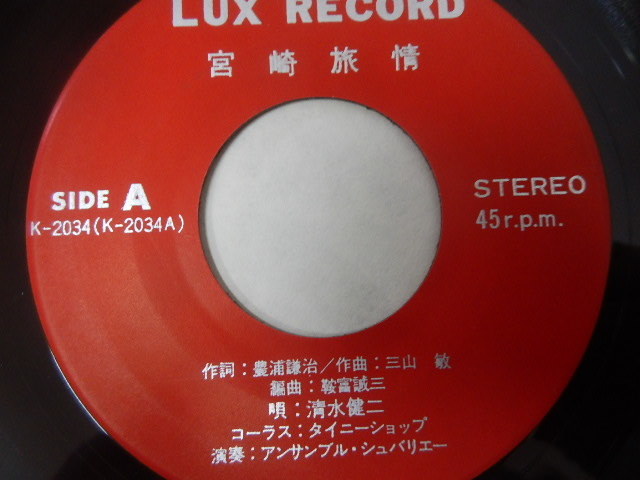 LUX RECORD
宮崎旅情
SIDE A
STEREO
K-2034(K-2034A)
45r.p.m.
作詞：豊浦謙治／作曲：三山 敏
編曲：鞍富誠三
唄：清水健二
コーラス：タイニーショップ
演奏：アンサンブル・シュバリエー